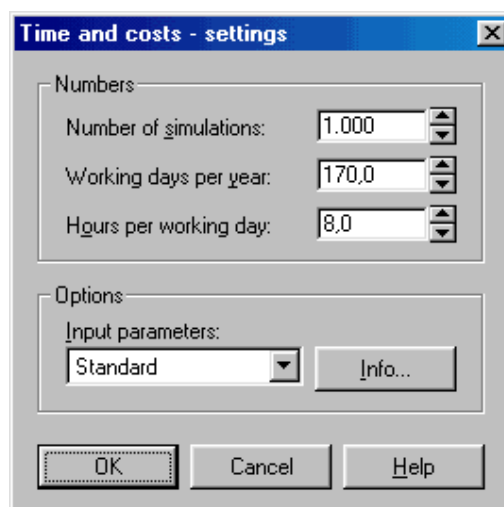 Time and costs - settings
Numbers
Number of simulations: 1.000
Working days per year: 170,0
Hours per working day: 8,0
Options
Input parameters:
Standard Info...
OK Cancel Help